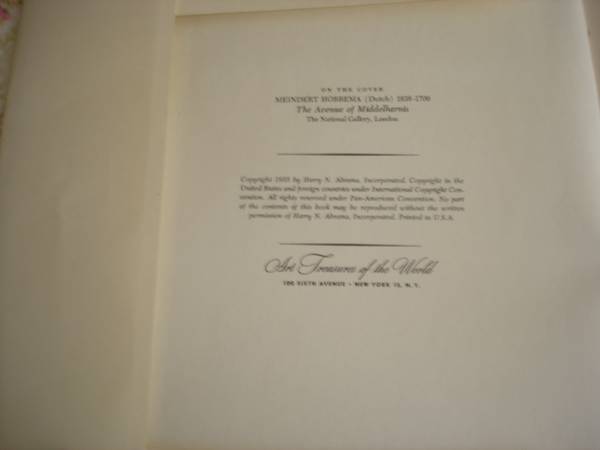 ON THE COVER
MEINDERT HOBBEMA (Dutch) 1638-1709
The Avenue of Middelharnis
The National Gallery, London.
Copyright by Harry N. Abrams, Incorporated. Copyright in the
United States and foreign countries under International Copyright Con-
vention. All rights reserved under Pan-American Convention. No part
of the contents of this book may be reproduced without the written
permission of Harry N. Abrams, Incorporated. Printed in U.S.A.
Art Treasures of the World
100 SIXTH AVENUE • NEW YORK 13, N. Y.